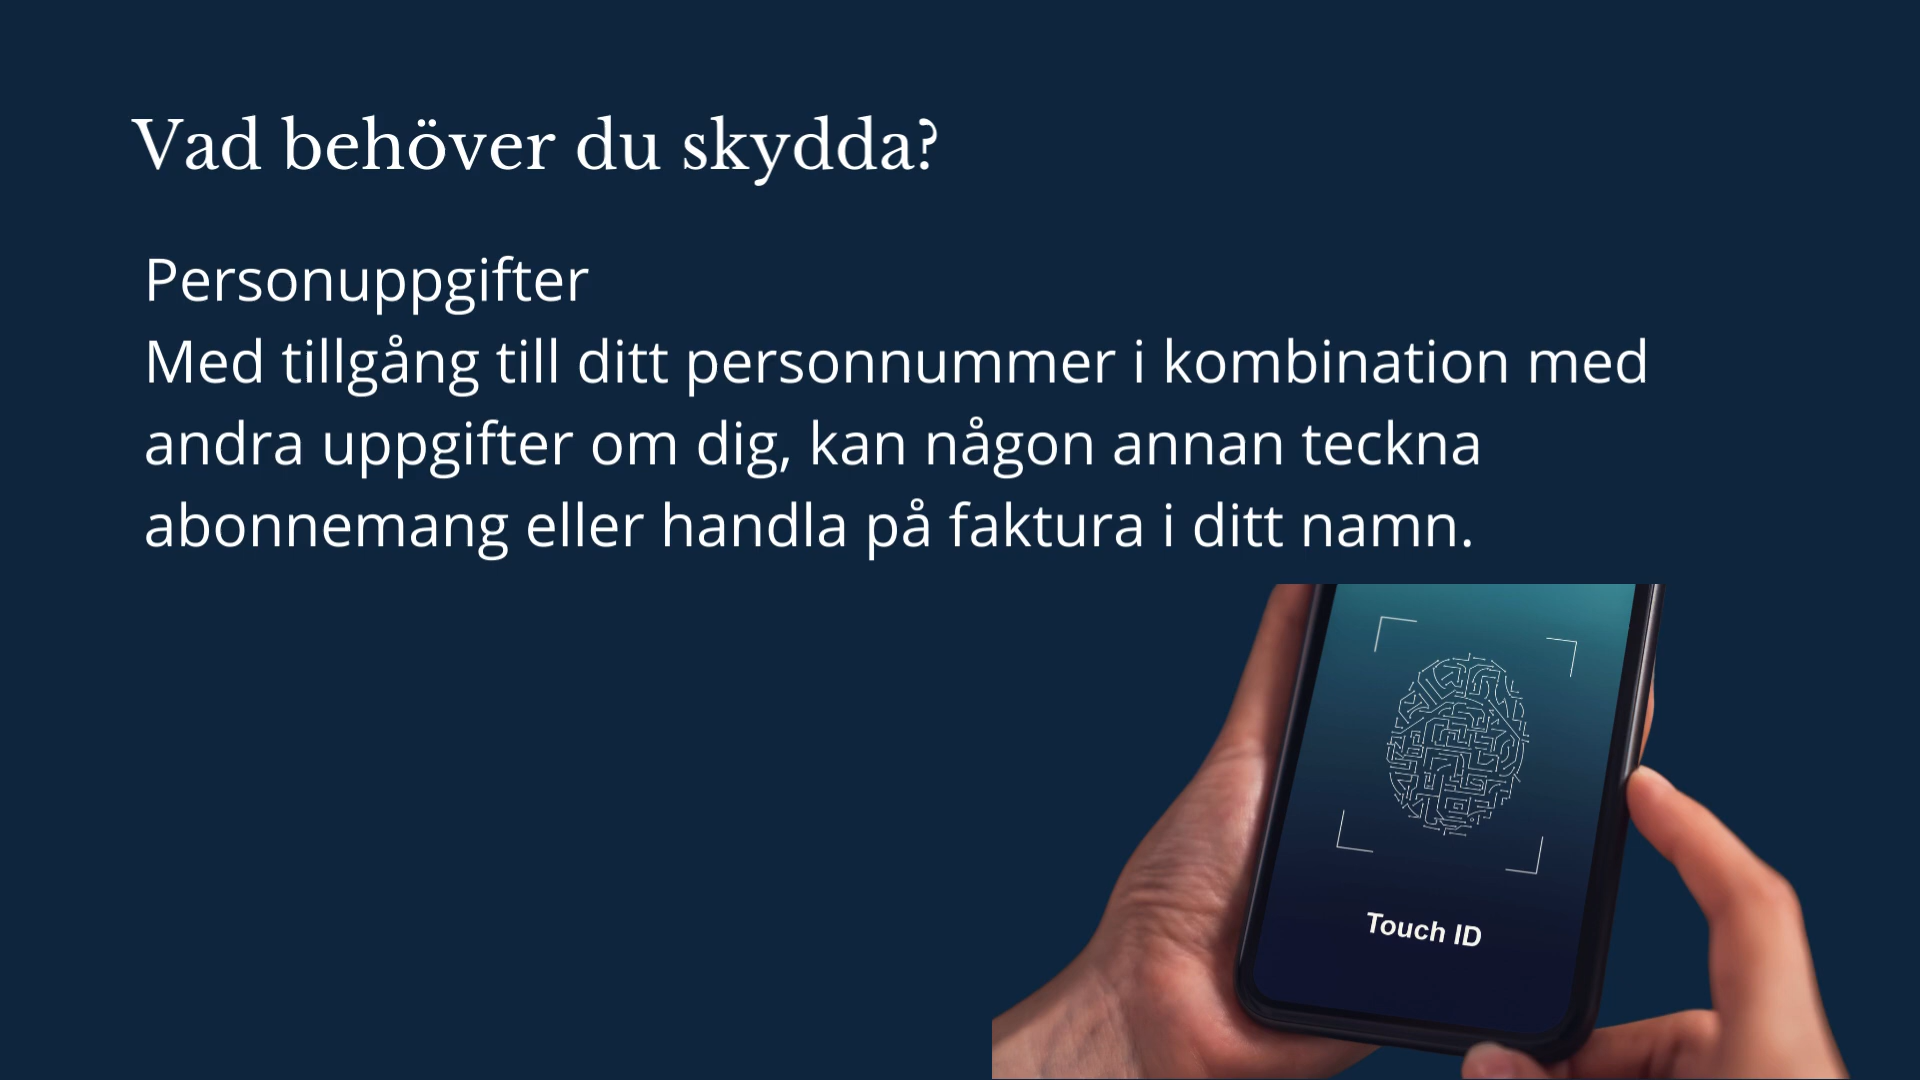 Vad behöver du skydda?
Personuppgifter
Med tillgång till ditt personnummer i kombination med
andra uppgifter om dig, kan någon annan teckna
abonnemang eller handla på faktura i ditt namn.
Touch ID